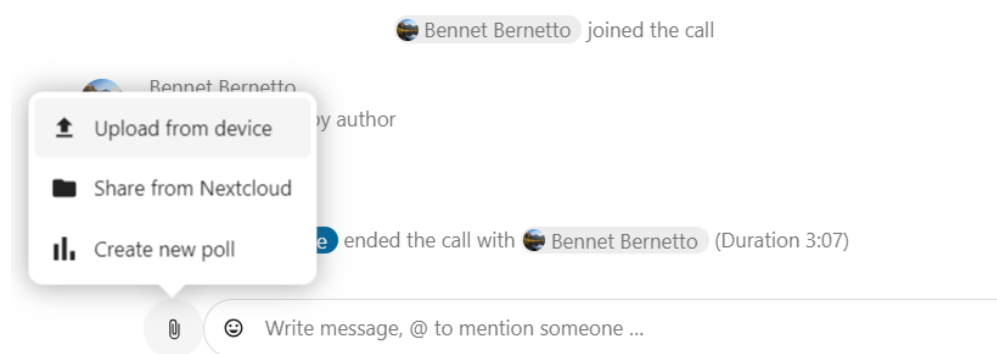 Bennet Bernetto joined the call
Bennet Bernetto
Upload from device
by author
Share from Nextcloud
Create new poll
e ended the call with Bennet Bernetto (Duration 3:07)
Write message, @ to mention someone ...